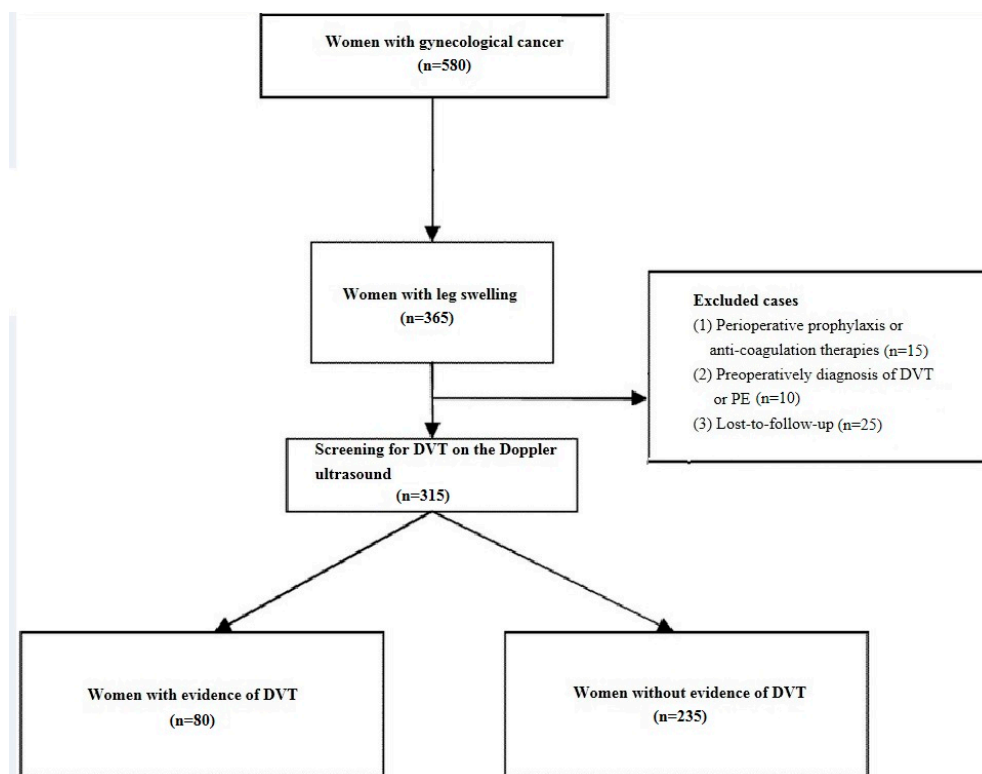 Women with gynecological cancer
(n=580)
Women with leg swelling
(n=365)
Excluded cases
(1) Perioperative prophylaxis or
anti-coagulation therapies (n=15)
(2) Preoperatively diagnosis of DVT
or PE (n=10)
(3) Lost-to-follow-up (n=25)
Screening for DVT on the Doppler
ultrasound
(n=315)
Women with evidence of DVT
(n=80)
Women without evidence of DVT
(n=235)